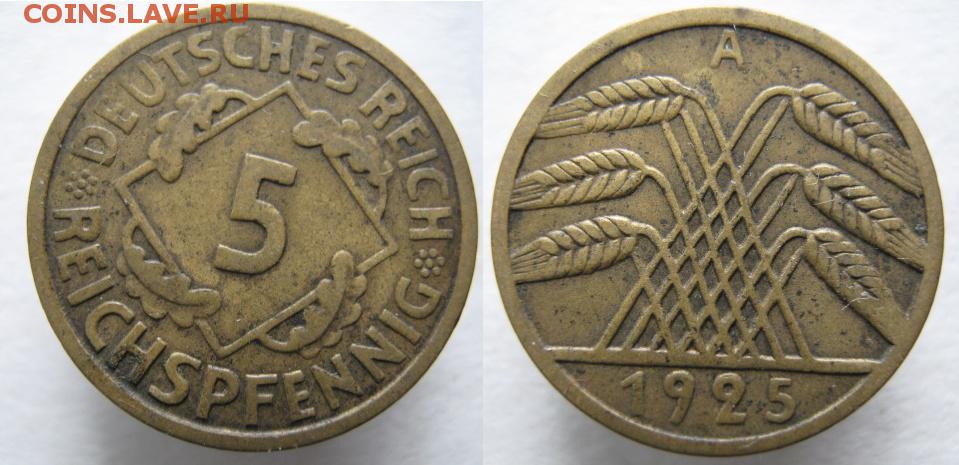 COINS.LAVE.RU
DEUTSCHES REICH
5
REICHSPFENNIG
A
1925